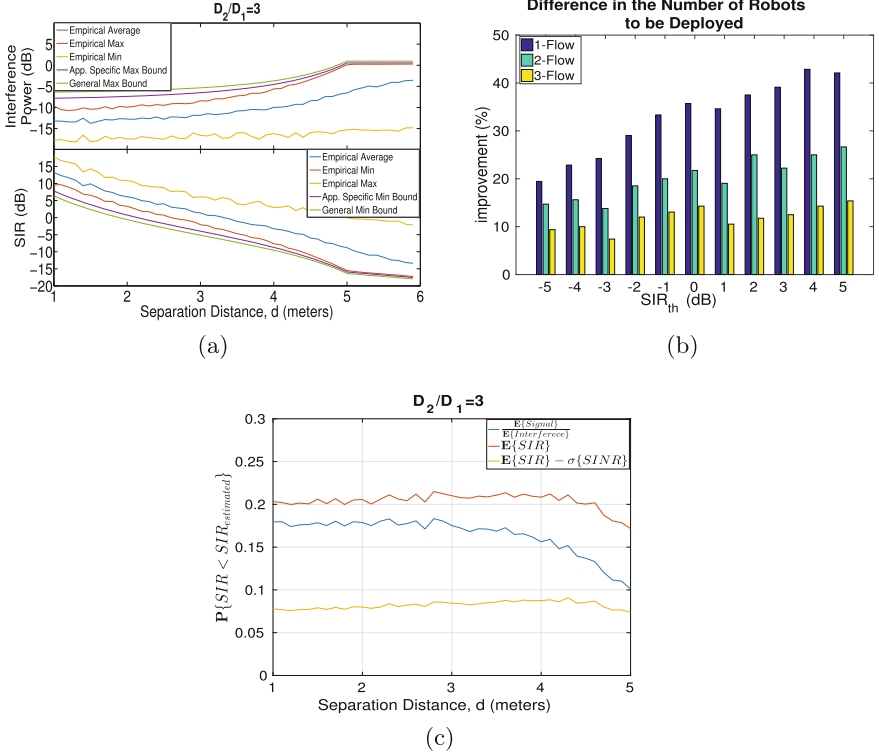 D2/D1=3
Interference
Power (dB)
5
0
−5
−10
−15
Empirical Average
Empirical Max
Empirical Min
App. Specific Max Bound
General Max Bound
SIR (dB)
20
15
10
5
0
−5
−10
−15
−20
Empirical Average
Empirical Min
Empirical Max
App. Specific Min Bound
General Min Bound
1 2 3 4 5 6
Separation Distance, d (meters)
(a)
Difference in the Number of Robots
to be Deployed
improvement (%)
50
40
30
20
10
0
1-Flow
2-Flow
3-Flow
-5 -4 -3 -2 -1 0 1 2 3 4 5
SIRth (dB)
(b)
D2/D1=3
P{SIR < SIRestimated}
0.3
0.25
0.2
0.15
0.1
0.05
0
E{Signal}
E{Interferece}
E{SIR}
E{SIR} − σ{SINR}
1 2 3 4 5
Separation Distance, d (meters)
(c)